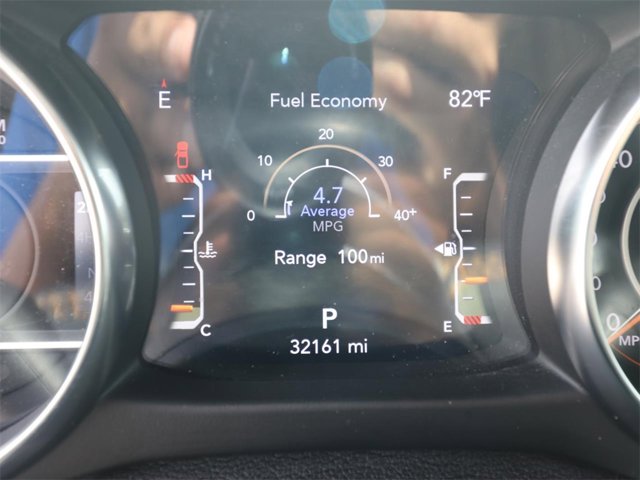 E
Fuel Economy
82°F
20
10
30
H
F
4.7
0
Average
40+
MPG
Range 100 mi
C
P
E
32161 mi